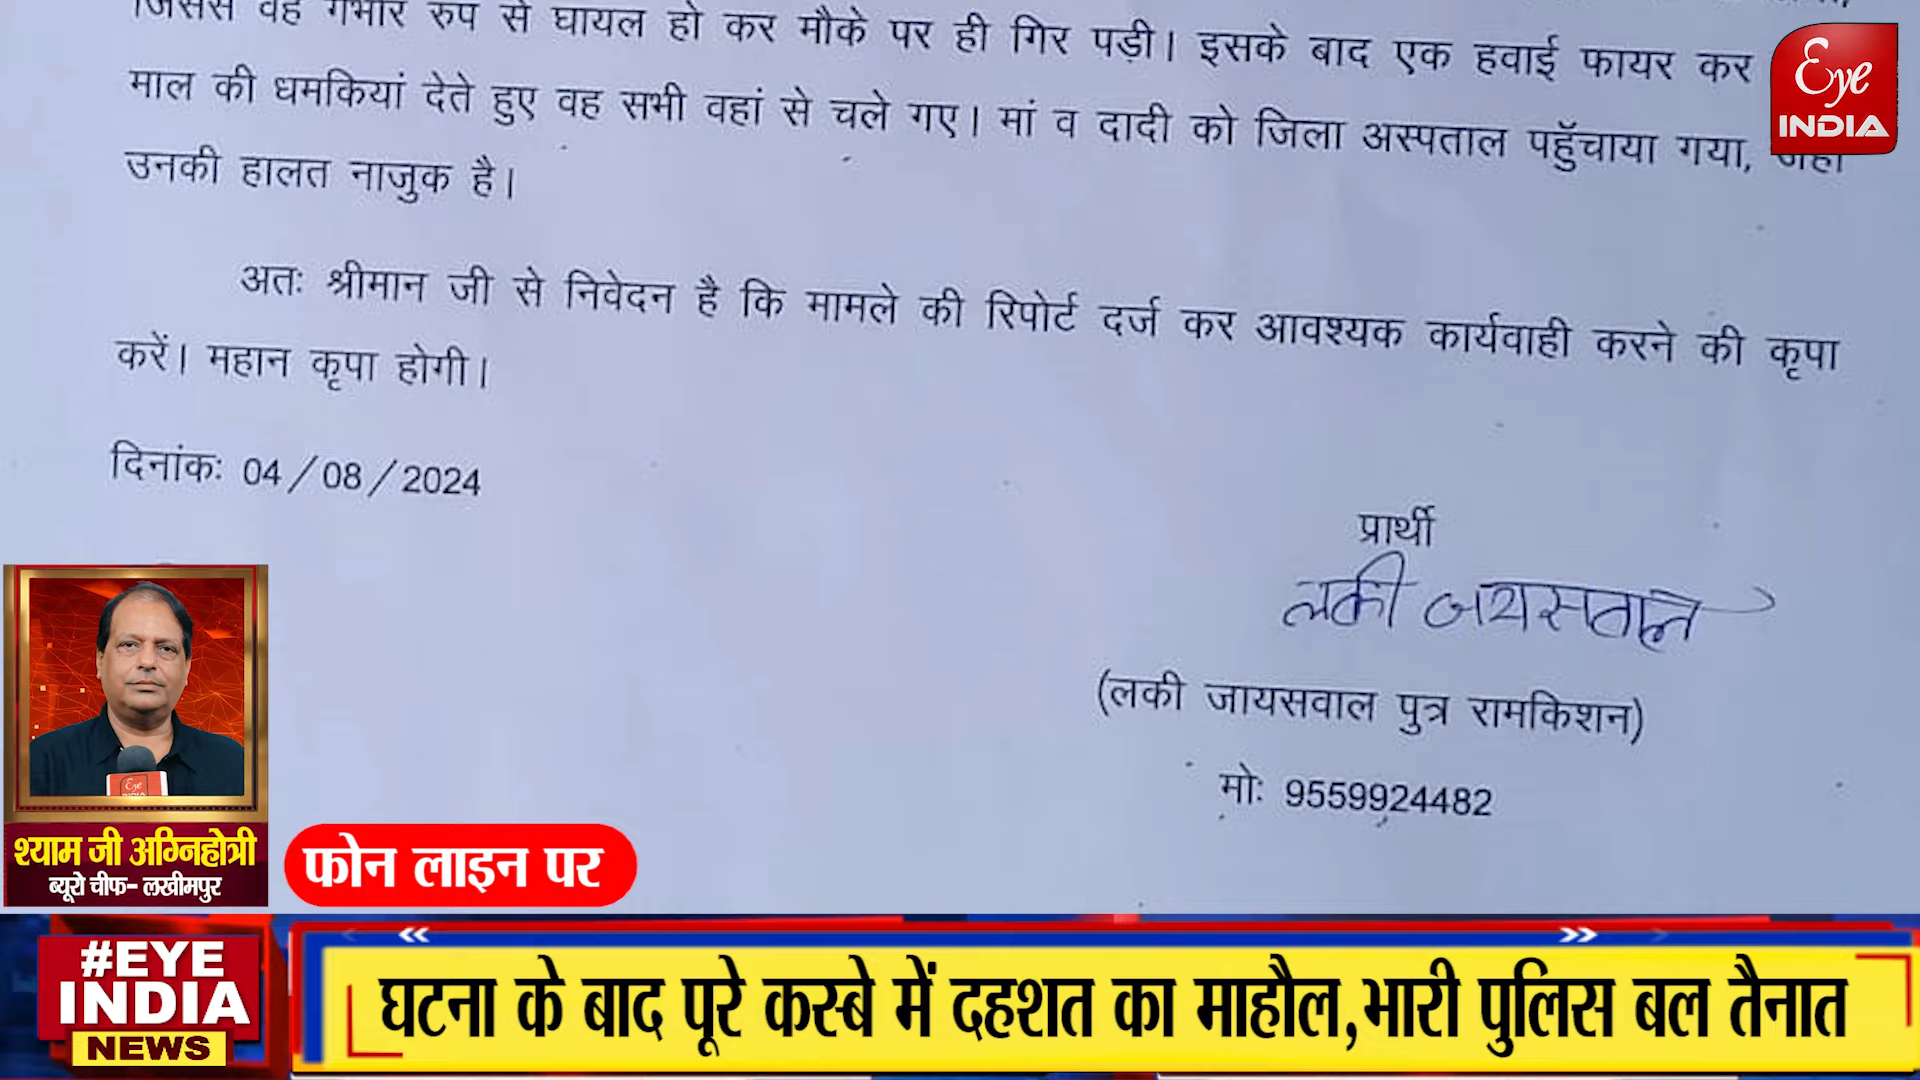 जिससे वह गंभीर रुप से घायल हो कर मौके पर ही गिर पड़ी। इसके बाद एक हवाई फायर कर
माल की धमकियां देते हुए वह सभी वहां से चले गए। मां व दादी को जिला अस्पताल पहुँचाया गया, जहां
उनकी हालत नाजुक है।
अतः श्रीमान जी से निवेदन है कि मामले की रिपोर्ट दर्ज कर आवश्यक कार्यवाही करने की कृपा
करें। महान कृपा होगी।
दिनांकः 04/08/2024
प्रार्थी
लकी जायसवाल
(लकी जायसवाल पुत्र रामकिशन)
मोः 9559924482
Eye
INDIA
श्याम जी अग्निहोत्री
ब्यूरो चीफ- लखीमपुर
फोन लाइन पर
#EYE
INDIA
NEWS
घटना के बाद पूरे कस्बे में दहशत का माहौल,भारी पुलिस बल तैनात